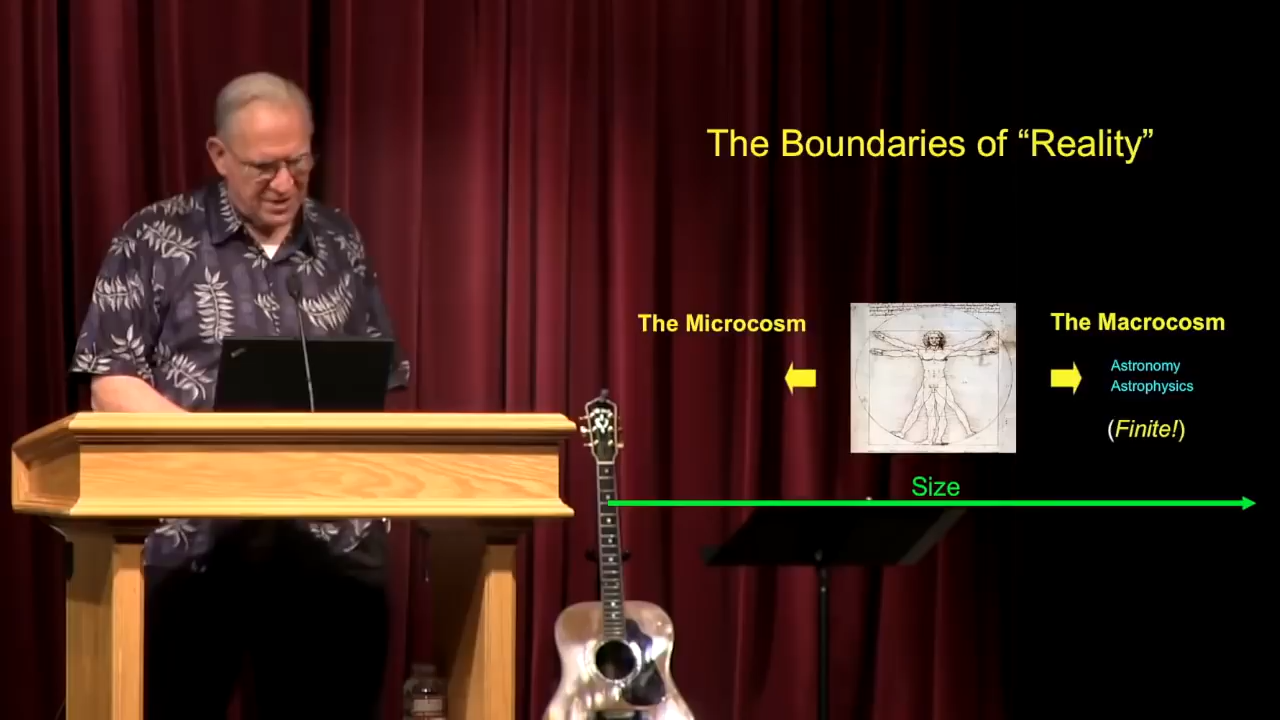 The Boundaries of “Reality”
The Microcosm
The Macrocosm
Astronomy
Astrophysics
(Finite!)
Size